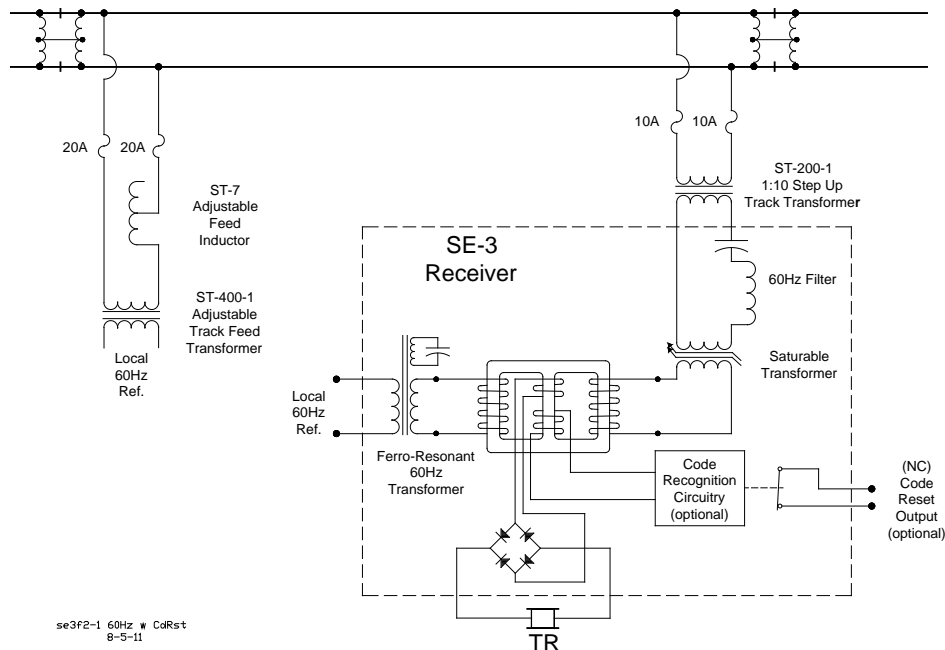 20A
20A
ST-7
Adjustable
Feed
Inductor
ST-400-1
Adjustable
Track Feed
Transformer
Local
60Hz
Ref.
10A
10A
ST-200-1
1:10 Step Up
Track Transformer
SE-3
Receiver
60Hz Filter
Saturable
Transformer
Local
60Hz
Ref.
Ferro-Resonant
60Hz
Transformer
Code
Recognition
Circuitry
(optional)
(NC)
Code
Reset
Output
(optional)
TR
se3f2-1 60Hz w CdRst
8-5-11